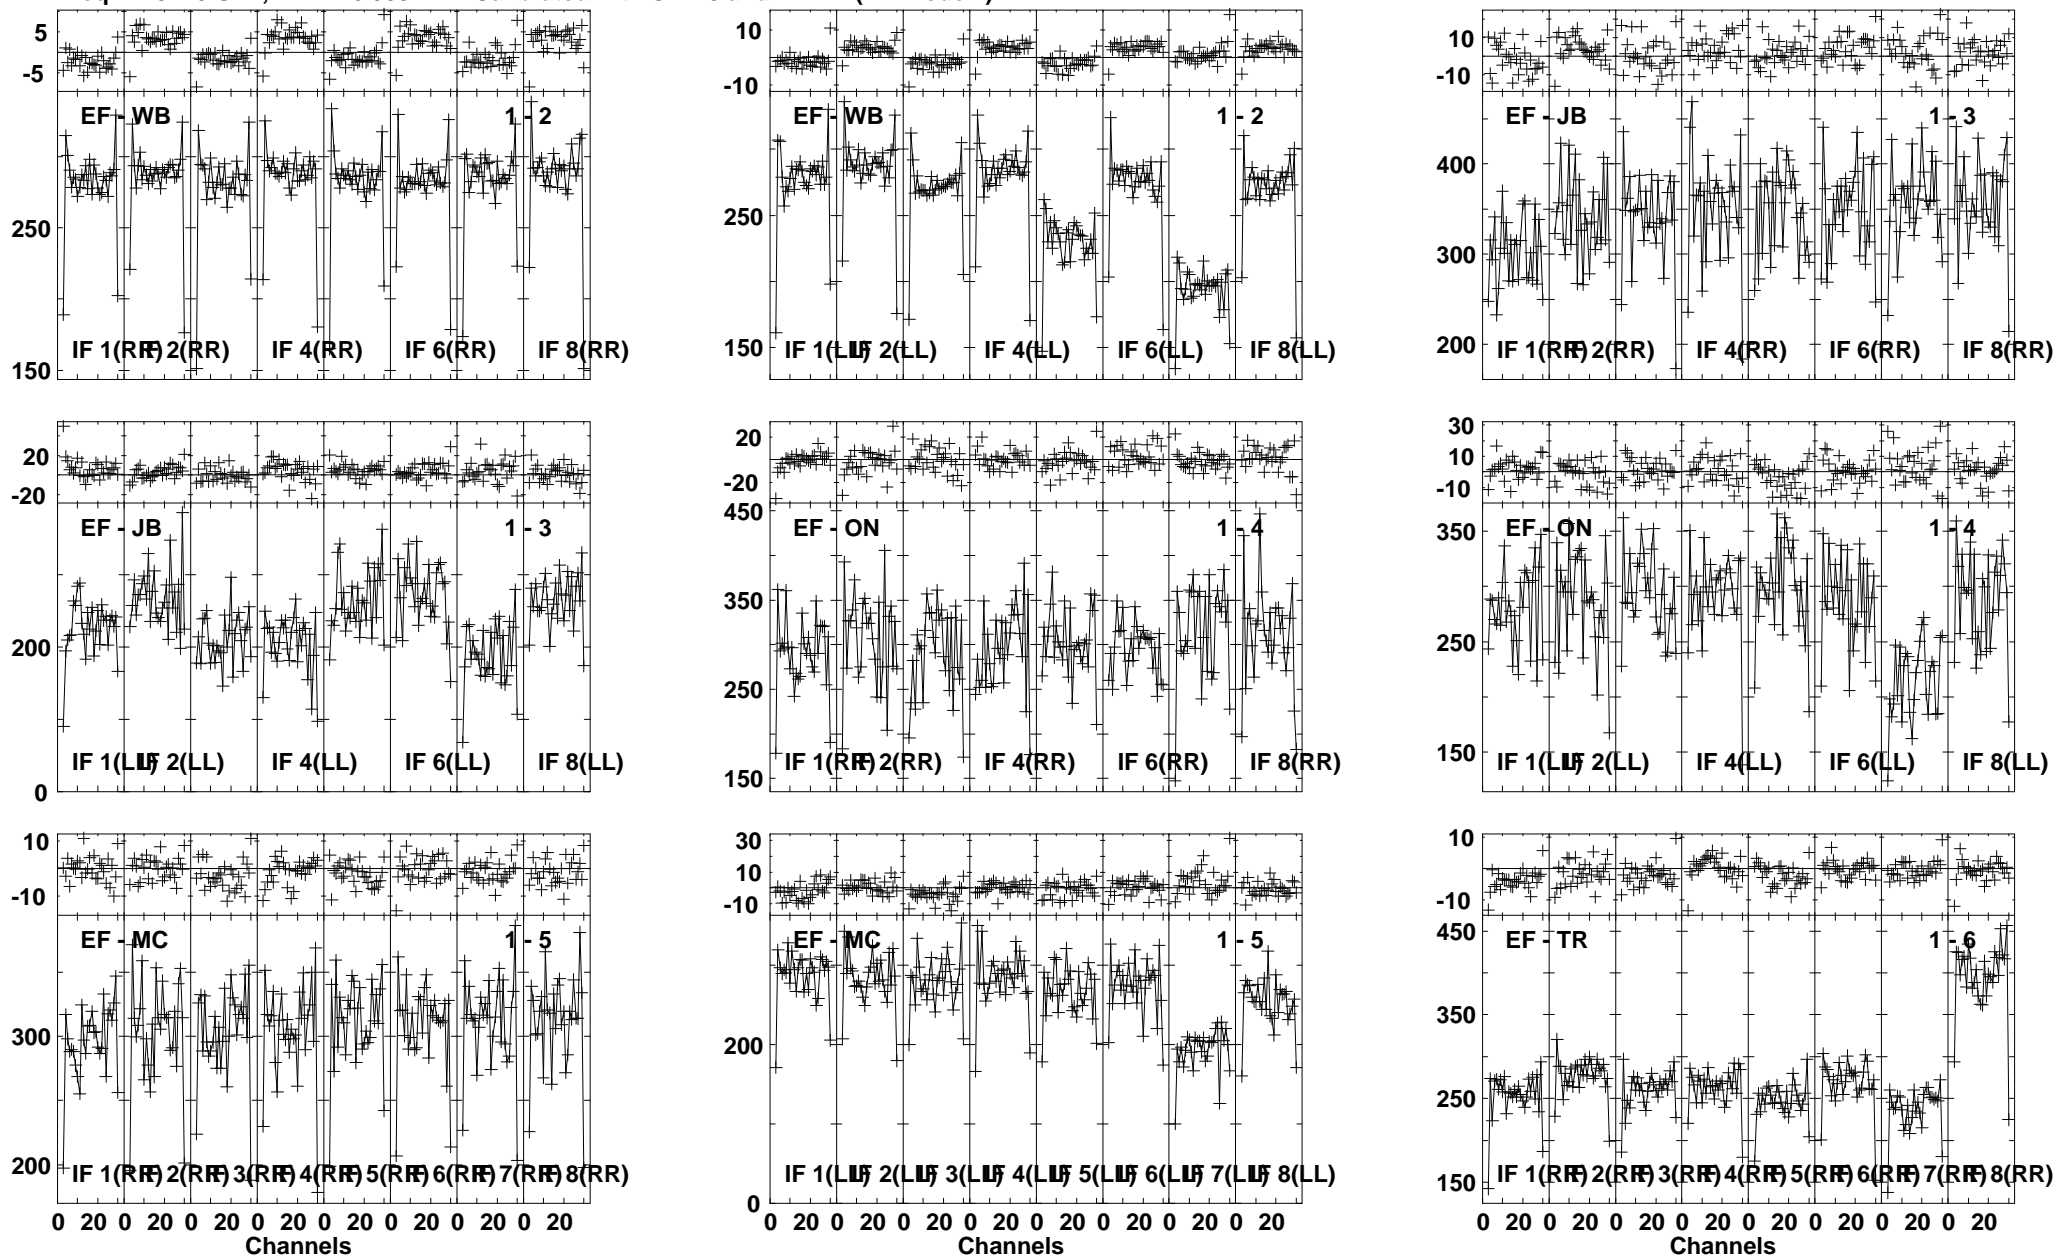 5
-5
EF - WB
1 - 2
250
150
IF 1(RR)
IF 2(RR)
IF 4(RR)
IF 6(RR)
IF 8(RR)
10
-10
EF - WB
1 - 2
250
150
IF 1(LL)
IF 2(LL)
IF 4(LL)
IF 6(LL)
IF 8(LL)
10
-10
EF - JB
1 - 3
400
300
200
IF 1(RR)
IF 2(RR)
IF 4(RR)
IF 6(RR)
IF 8(RR)
20
-20
EF - JB
1 - 3
200
0
IF 1(LL)
IF 2(LL)
IF 4(LL)
IF 6(LL)
IF 8(LL)
20
-20
450
EF - ON
1 - 4
350
250
150
IF 1(RR)
IF 2(RR)
IF 4(RR)
IF 6(RR)
IF 8(RR)
30
10
-10
EF - ON
1 - 4
350
250
150
IF 1(LL)
IF 2(LL)
IF 4(LL)
IF 6(LL)
IF 8(LL)
10
-10
EF - MC
1 - 5
300
200
IF 1(RR)
IF 2(RR)
IF 3(RR)
IF 4(RR)
IF 5(RR)
IF 6(RR)
IF 7(RR)
IF 8(RR)
0 20 0 20 0 20 0 20 0 20 0 20 0 20 0 20
Channels
30
10
-10
EF - MC
1 - 5
200
0
IF 1(LL)
IF 2(LL)
IF 3(LL)
IF 4(LL)
IF 5(LL)
IF 6(LL)
IF 7(LL)
IF 8(LL)
0 20 0 20 0 20 0 20 0 20 0 20 0 20 0 20
Channels
10
-10
EF - TR
1 - 6
450
350
250
150
IF 1(RR)
IF 2(RR)
IF 3(RR)
IF 4(RR)
IF 5(RR)
IF 6(RR)
IF 7(RR)
IF 8(RR)
0 20 0 20 0 20 0 20 0 20 0 20 0 20 0 20
Channels